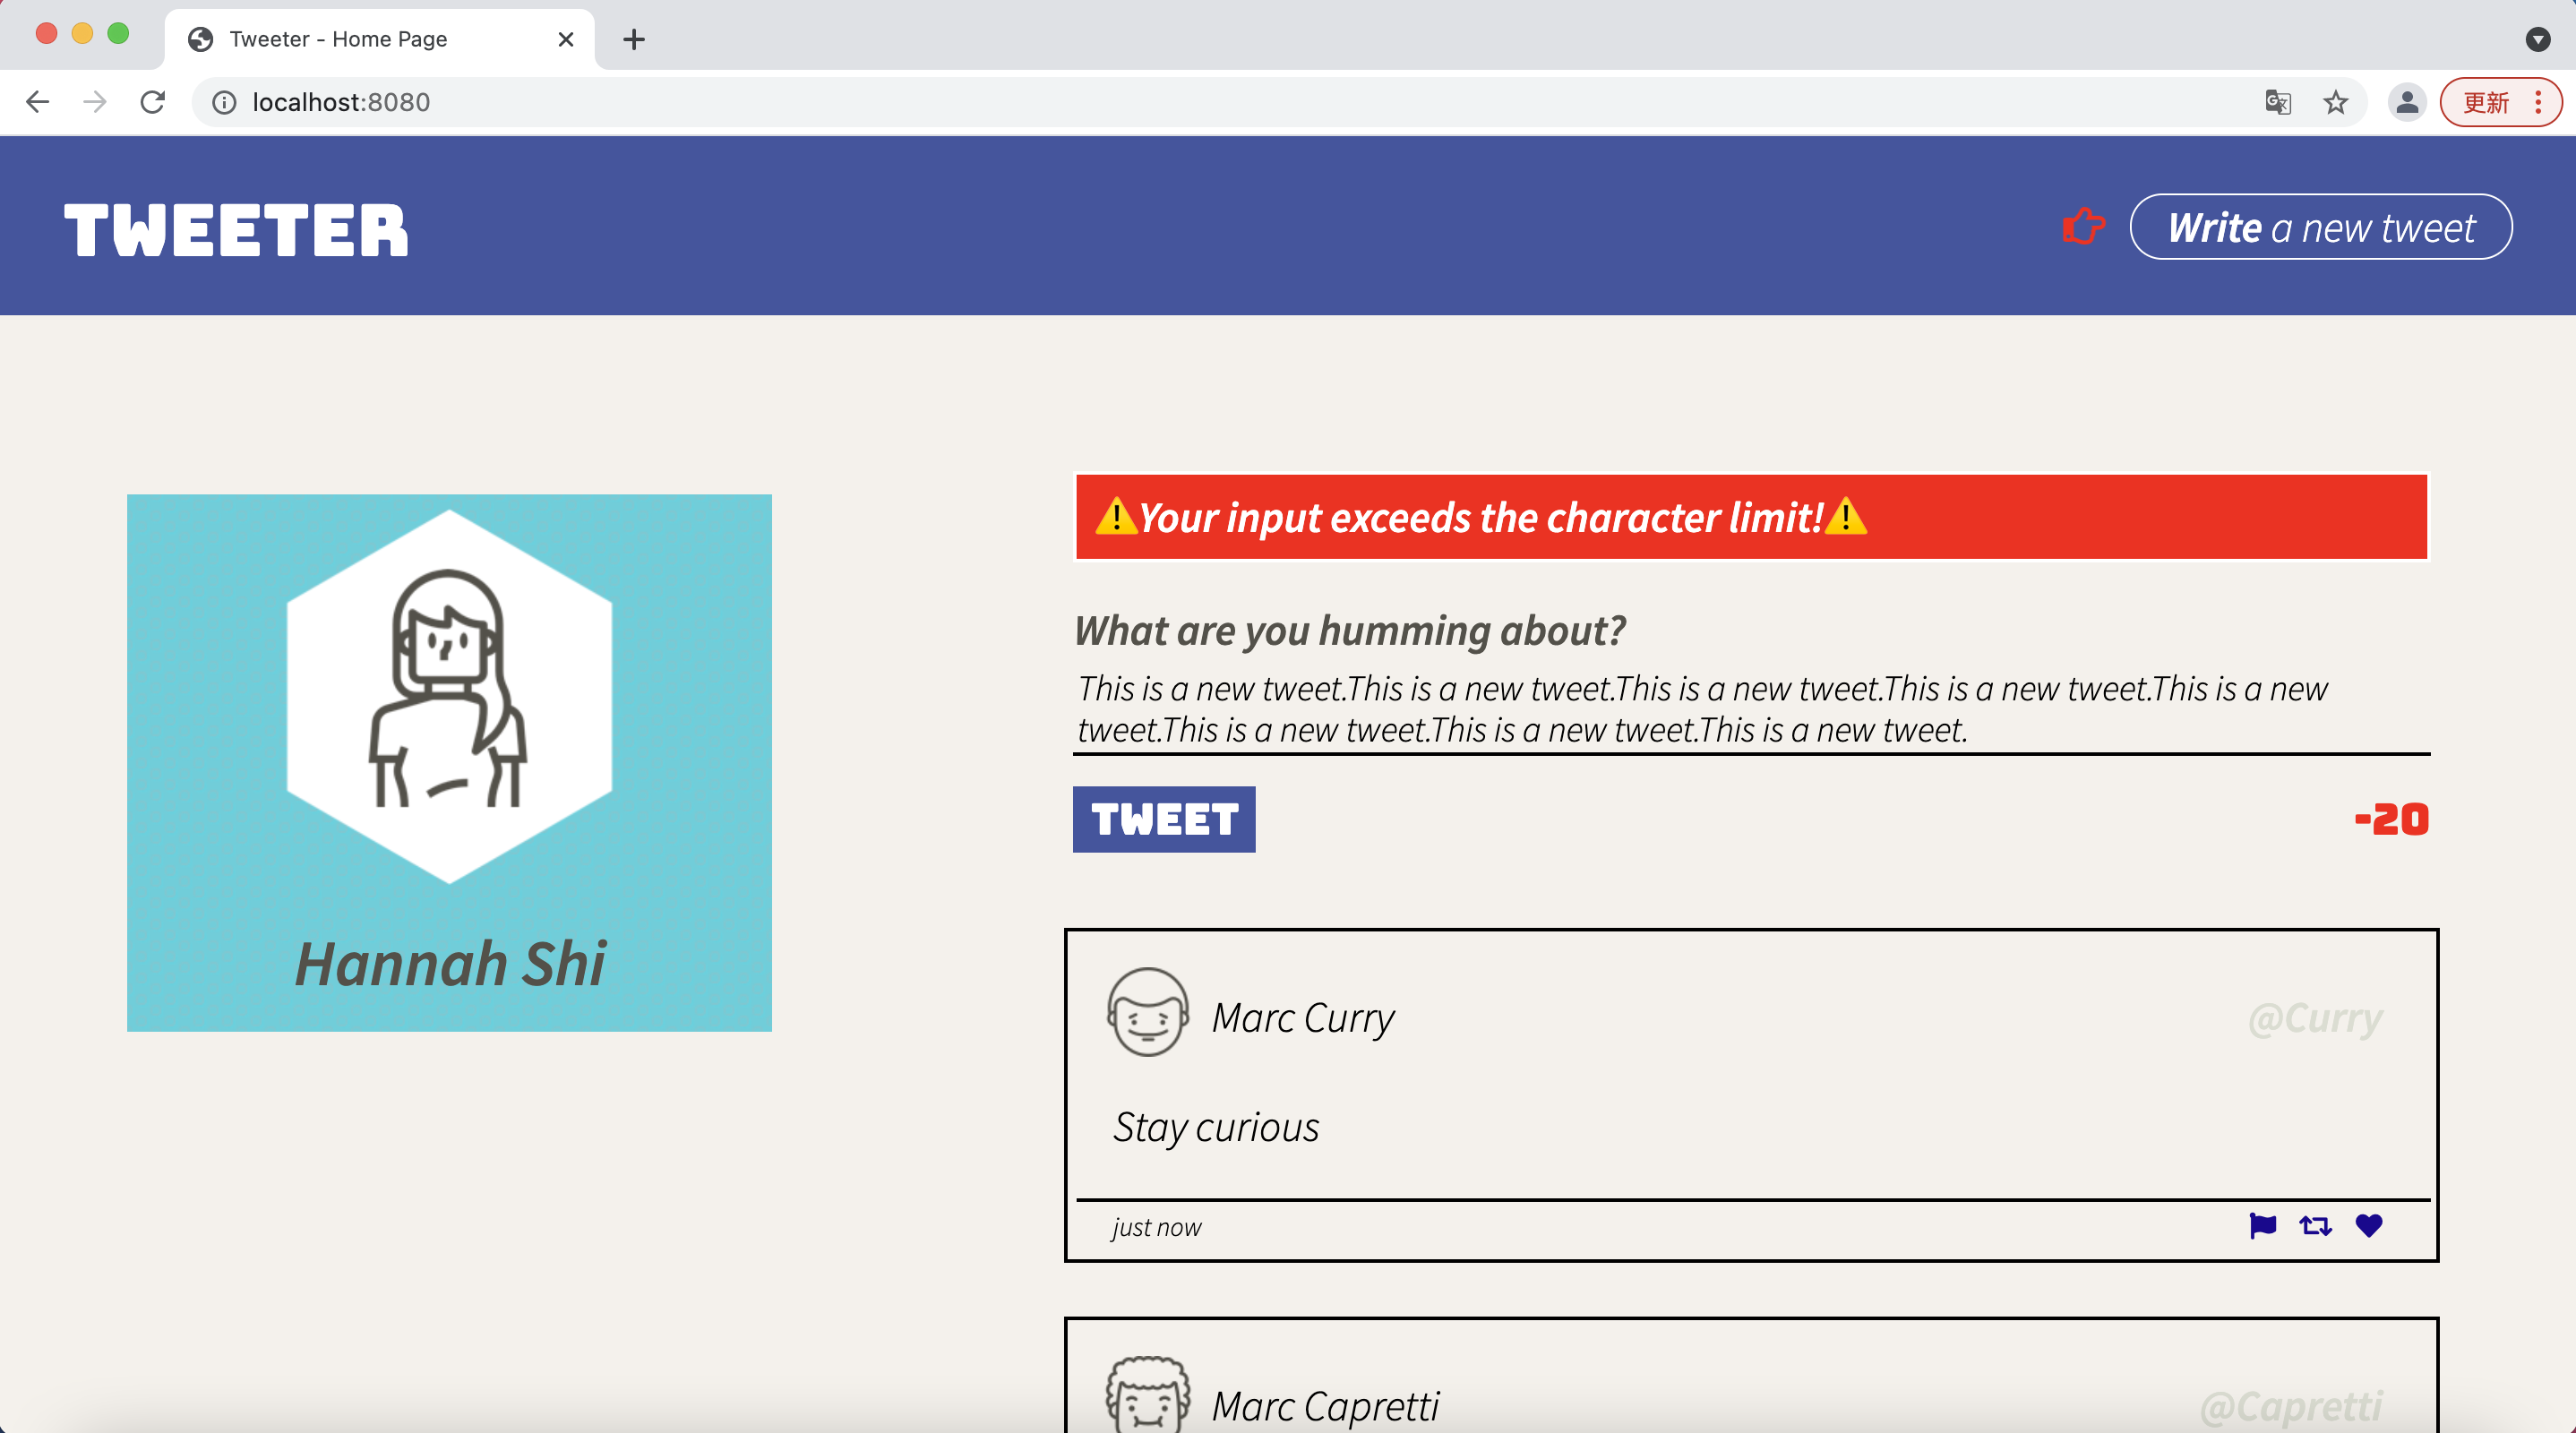 Tweeter - Home Page
localhost:8080
更新
TWEETER
Write a new tweet
⚠️Your input exceeds the character limit!⚠️
What are you humming about?
This is a new tweet.This is a new tweet.This is a new tweet.This is a new tweet.This is a new
tweet.This is a new tweet.This is a new tweet.This is a new tweet.
TWEET
-20
Hannah Shi
Marc Curry
@Curry
Stay curious
just now
Marc Capretti
@Capretti